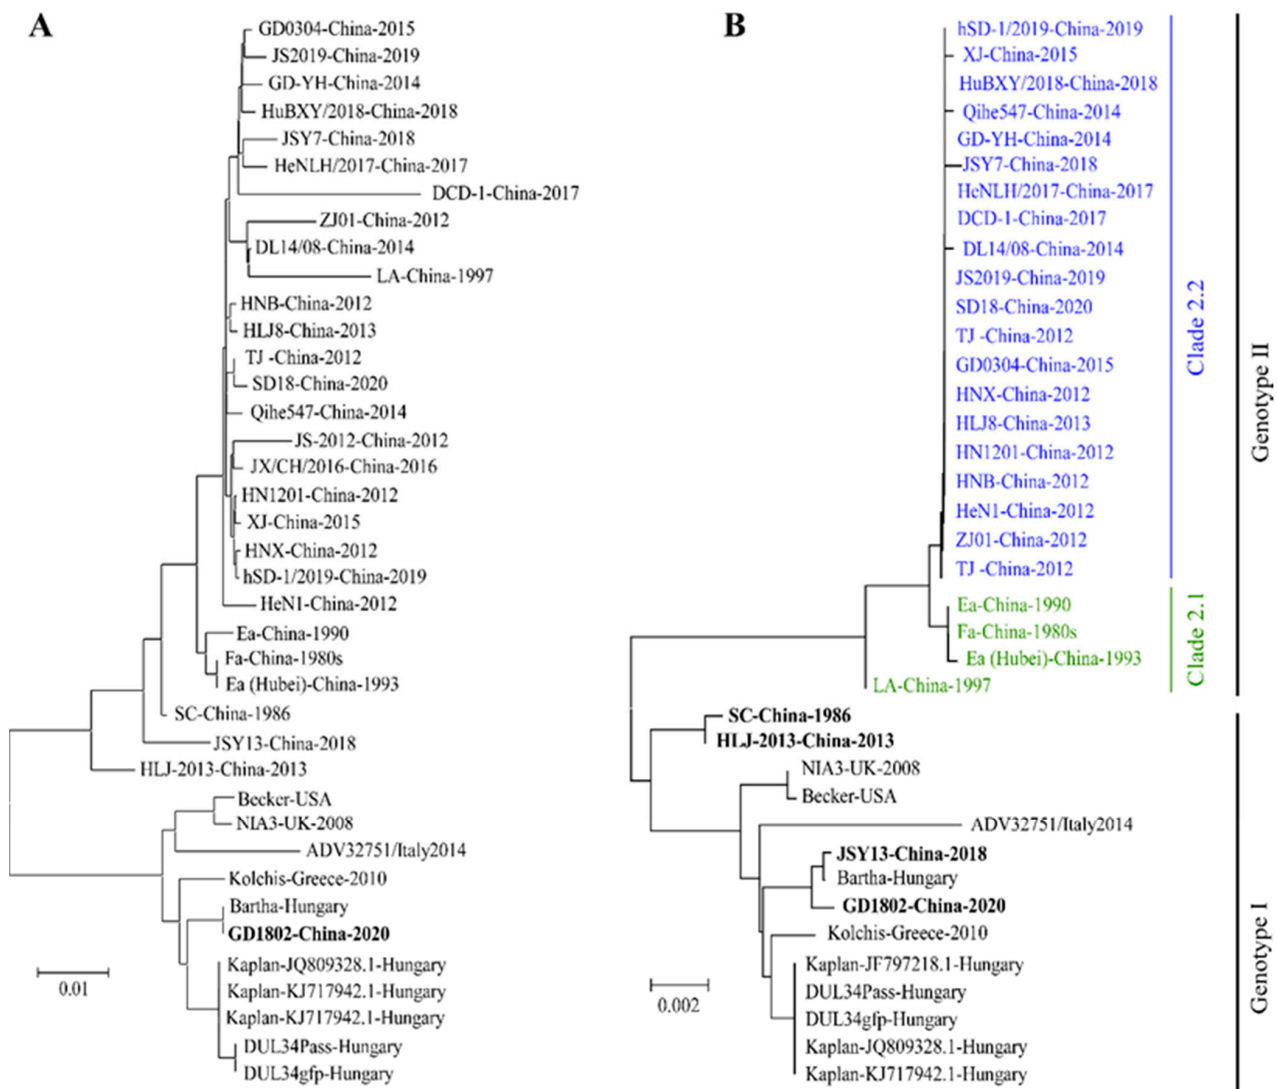 A
GD0304-China-2015
JS2019-China-2019
GD-YH-China-2014
HuBXY/2018-China-2018
JSY7-China-2018
HeNLH/2017-China-2017
DCD-1-China-2017
ZJ01-China-2012
DL14/08-China-2014
LA-China-1997
HNB-China-2012
HLJ8-China-2013
TJ -China-2012
SD18-China-2020
Qihe547-China-2014
JS-2012-China-2012
JX/CH/2016-China-2016
HN1201-China-2012
XJ-China-2015
HNX-China-2012
hSD-1/2019-China-2019
HeN1-China-2012
Ea-China-1990
Fa-China-1980s
Ea (Hubei)-China-1993
SC-China-1986
JSY13-China-2018
HLJ-2013-China-2013
Becker-USA
NIA3-UK-2008
ADV32751/Italy2014
Kolchis-Greece-2010
Bartha-Hungary
GD1802-China-2020
Kaplan-JQ809328.1-Hungary
Kaplan-KJ717942.1-Hungary
Kaplan-KJ717942.1-Hungary
DUL34Pass-Hungary
DUL34gfp-Hungary
0.01
B
hSD-1/2019-China-2019
XJ-China-2015
HuBXY/2018-China-2018
Qihe547-China-2014
GD-YH-China-2014
JSY7-China-2018
HeNLH/2017-China-2017
DCD-1-China-2017
DL14/08-China-2014
JS2019-China-2019
SD18-China-2020
TJ -China-2012
GD0304-China-2015
HNX-China-2012
HLJ8-China-2013
HN1201-China-2012
HNB-China-2012
HeN1-China-2012
ZJ01-China-2012
TJ -China-2012
Ea-China-1990
Fa-China-1980s
Ea (Hubei)-China-1993
LA-China-1997
SC-China-1986
HLJ-2013-China-2013
NIA3-UK-2008
Becker-USA
ADV32751/Italy2014
JSY13-China-2018
Bartha-Hungary
GD1802-China-2020
Kolchis-Greece-2010
Kaplan-JF797218.1-Hungary
DUL34Pass-Hungary
DUL34gfp-Hungary
Kaplan-JQ809328.1-Hungary
Kaplan-KJ717942.1-Hungary
0.002
Clade 2.2
Clade 2.1
Genotype II
Genotype I